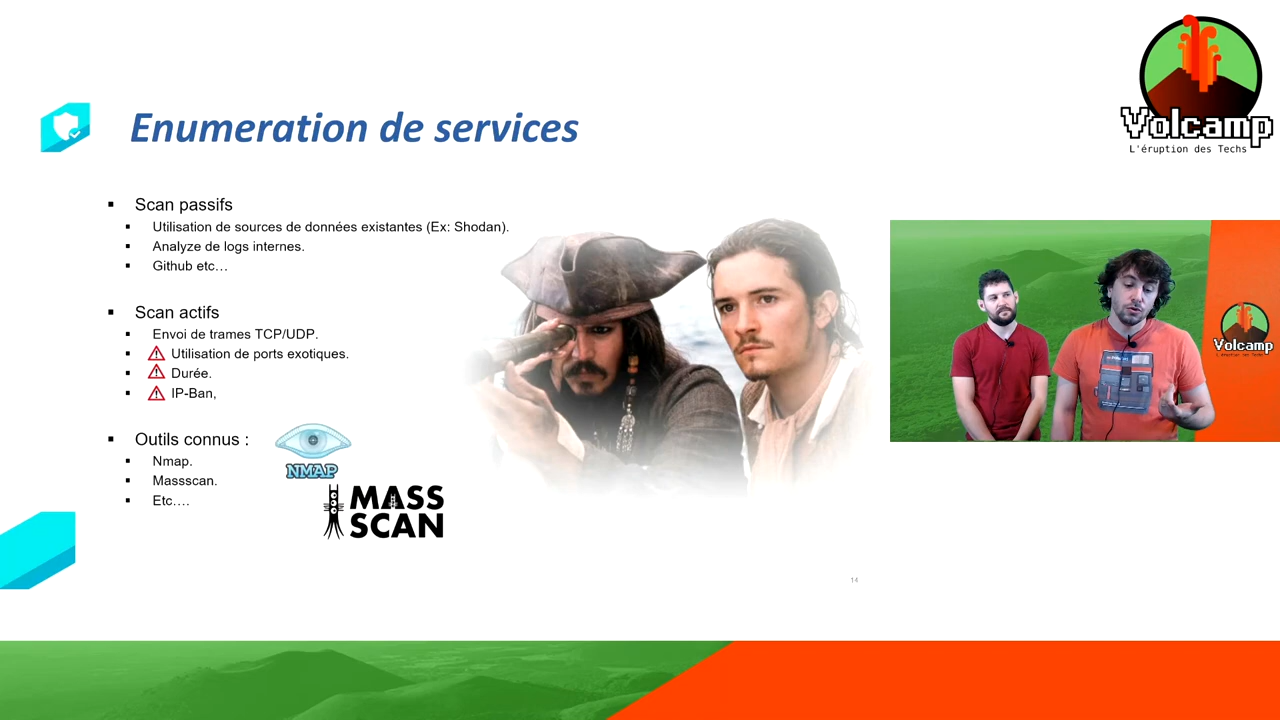 Enumeration de services
Volcamp
L'éruption des Techs
Scan passifs
Utilisation de sources de données existantes (Ex: Shodan).
Analyze de logs internes.
Github etc…
Scan actifs
Envoi de trames TCP/UDP.
Utilisation de ports exotiques.
Durée.
IP-Ban,
Outils connus :
Nmap.
Massscan.
Etc….
NMAP
MASS
SCAN
Volcamp
14